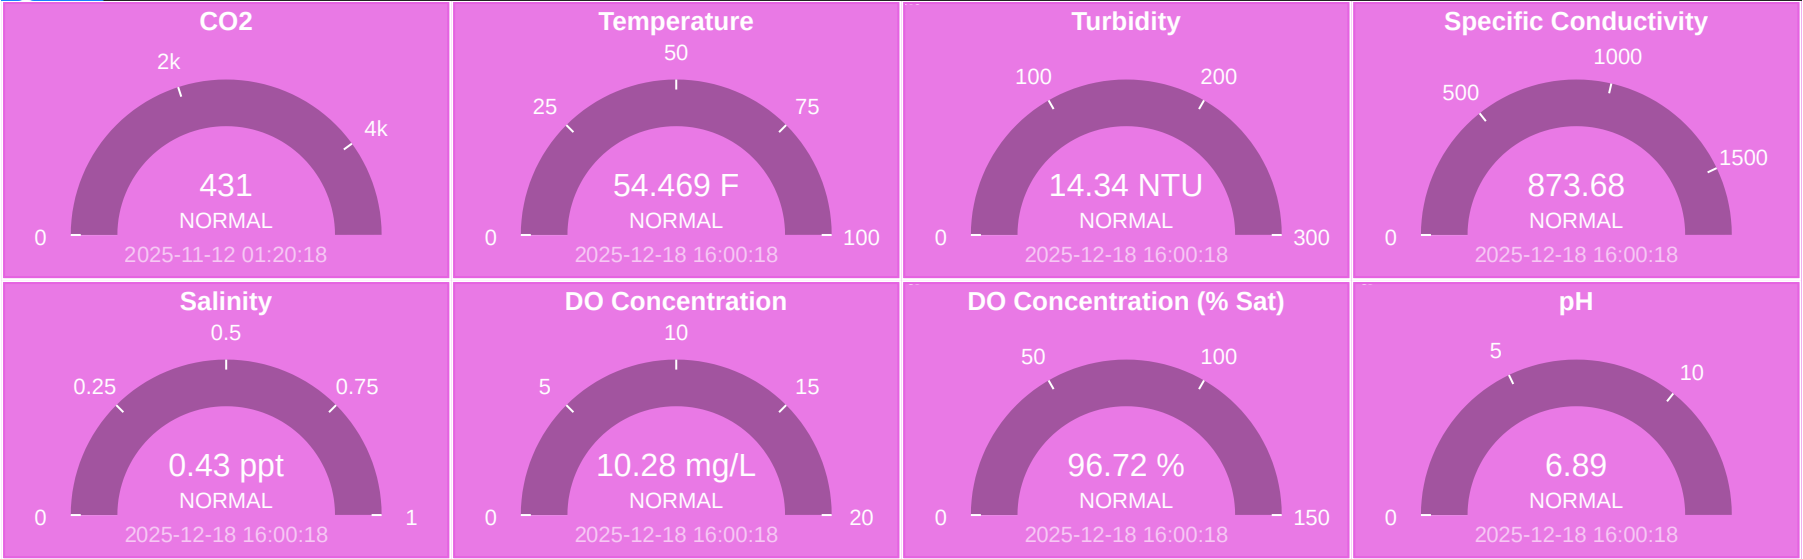 CO2
2k
4k
0
431
NORMAL
2025-11-12 01:20:18
Temperature
50
25
75
0
100
54.469 F
NORMAL
2025-12-18 16:00:18
Turbidity
100
200
0
300
14.34 NTU
NORMAL
2025-12-18 16:00:18
Specific Conductivity
1000
500
1500
0
873.68
NORMAL
2025-12-18 16:00:18
Salinity
0.5
0.25
0.75
0
1
0.43 ppt
NORMAL
2025-12-18 16:00:18
DO Concentration
10
5
15
0
20
10.28 mg/L
NORMAL
2025-12-18 16:00:18
DO Concentration (% Sat)
50
100
0
150
96.72 %
NORMAL
2025-12-18 16:00:18
pH
5
10
0
6.89
NORMAL
2025-12-18 16:00:18